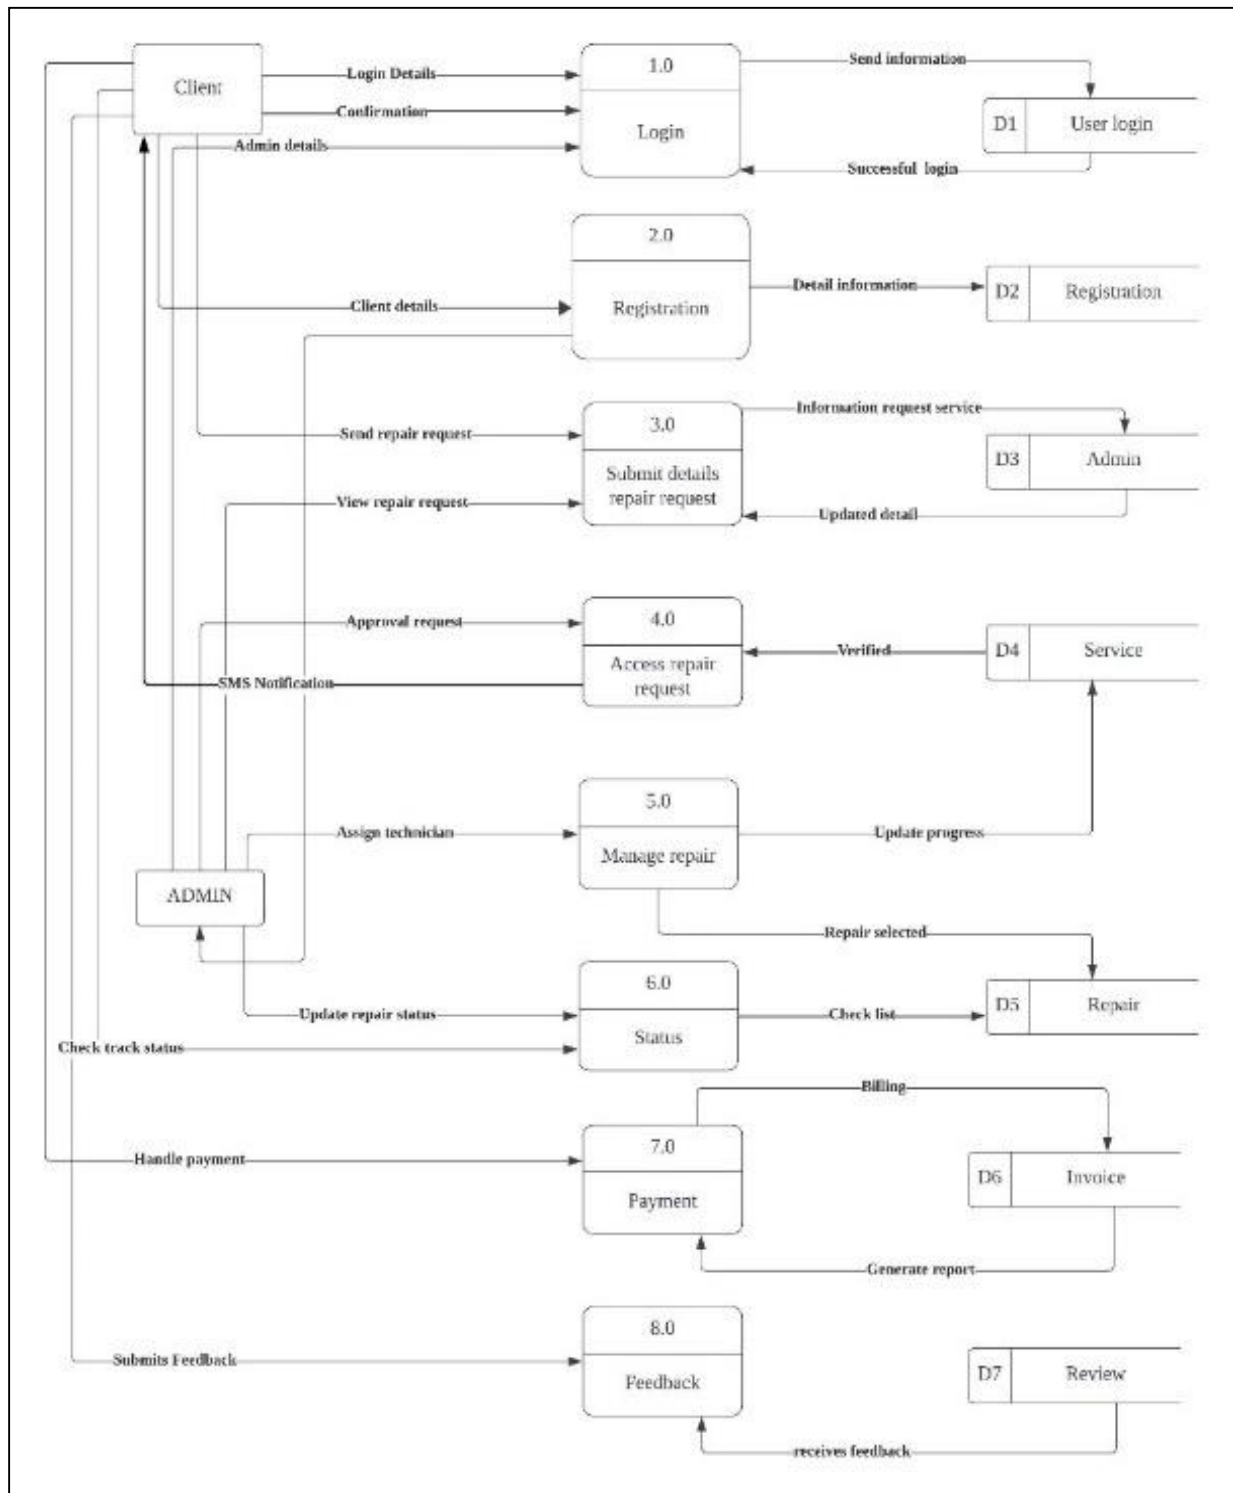 Client
Login Details
Confirmation
Admin details
1.0
Login
Send information
D1 User login
Successful login
2.0
Registration
Client details
Detail information
D2 Registration
3.0
Submit details
repair request
Send repair request
View repair request
Information request service
D3 Admin
Updated detail
4.0
Access repair
request
Approval request
SMS Notification
Verified
D4 Service
5.0
Manage repair
Assign technician
Update progress
ADMIN
Repair selected
6.0
Status
Update repair status
Check track status
Check list
D5 Repair
Billing
7.0
Payment
Handle payment
D6 Invoice
Generate report
8.0
Feedback
Submits Feedback
D7 Review
receives feedback